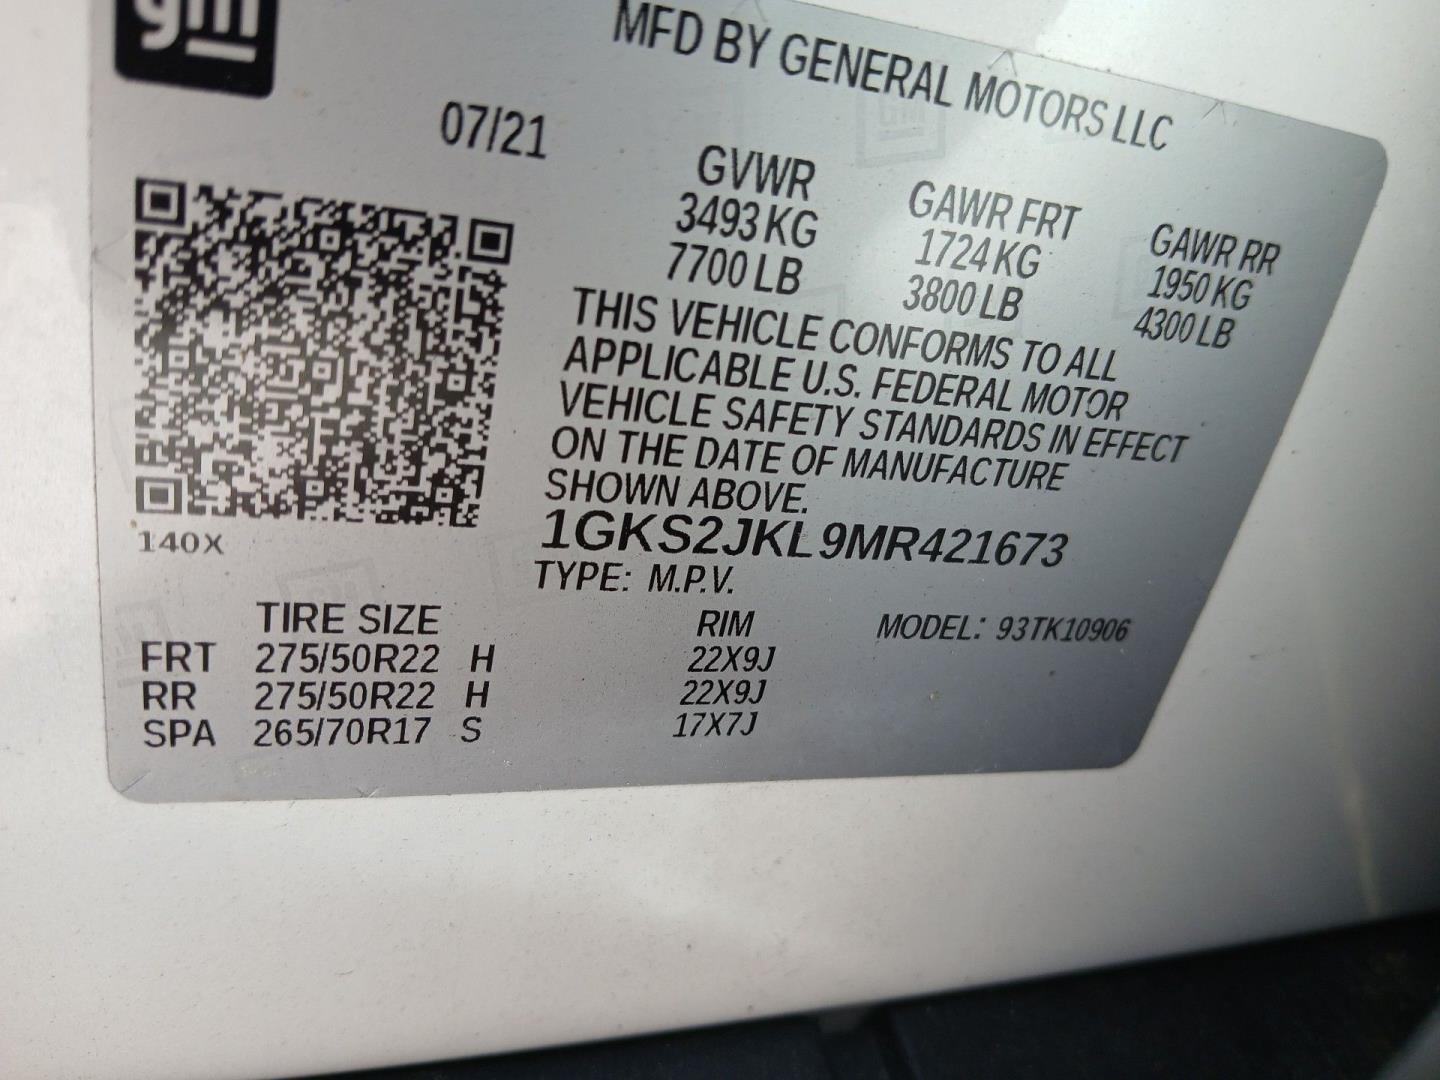 gm
MFD BY GENERAL MOTORS LLC
07/21
GVWR GAWR FRT GAWR RR
3493 KG 1724 KG 1950 KG
7700 LB 3800 LB 4300 LB
THIS VEHICLE CONFORMS TO ALL
APPLICABLE U.S. FEDERAL MOTOR
VEHICLE SAFETY STANDARDS IN EFFECT
ON THE DATE OF MANUFACTURE
SHOWN ABOVE.
140X
1GKS2JKL9MR421673
TYPE: M.P.V.
TIRE SIZE RIM MODEL: 93TK10906
FRT 275/50R22 H 22X9J
RR 275/50R22 H 22X9J
SPA 265/70R17 S 17X7J